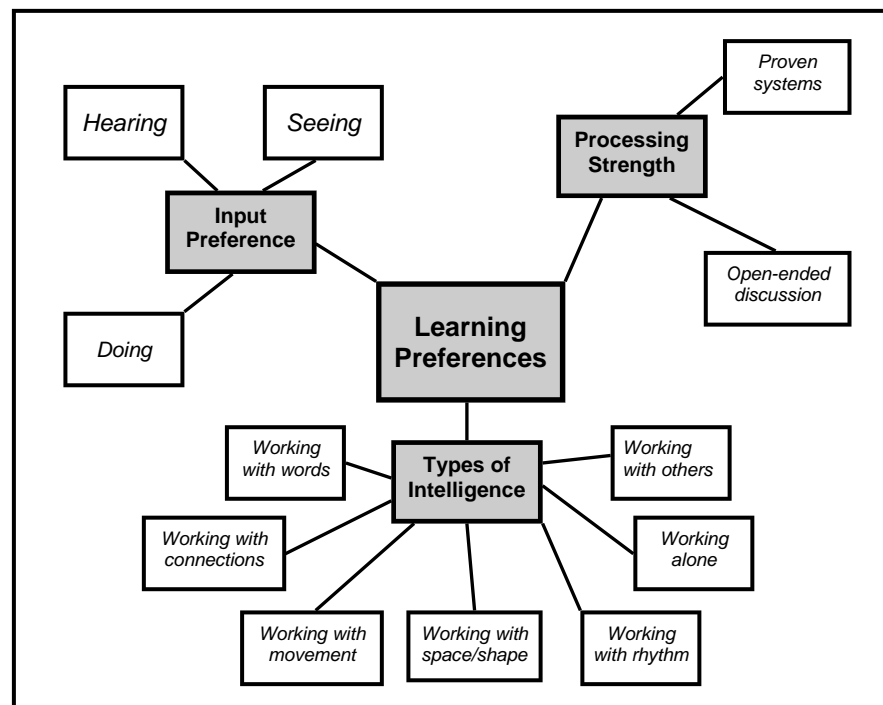 Proven
systems
Hearing
Seeing
Processing
Strength
Input
Preference
Open-ended
discussion
Doing
Learning
Preferences
Working
with words
Types of
Intelligence
Working
with others
Working with
connections
Working
alone
Working with
movement
Working with
space/shape
Working
with rhythm